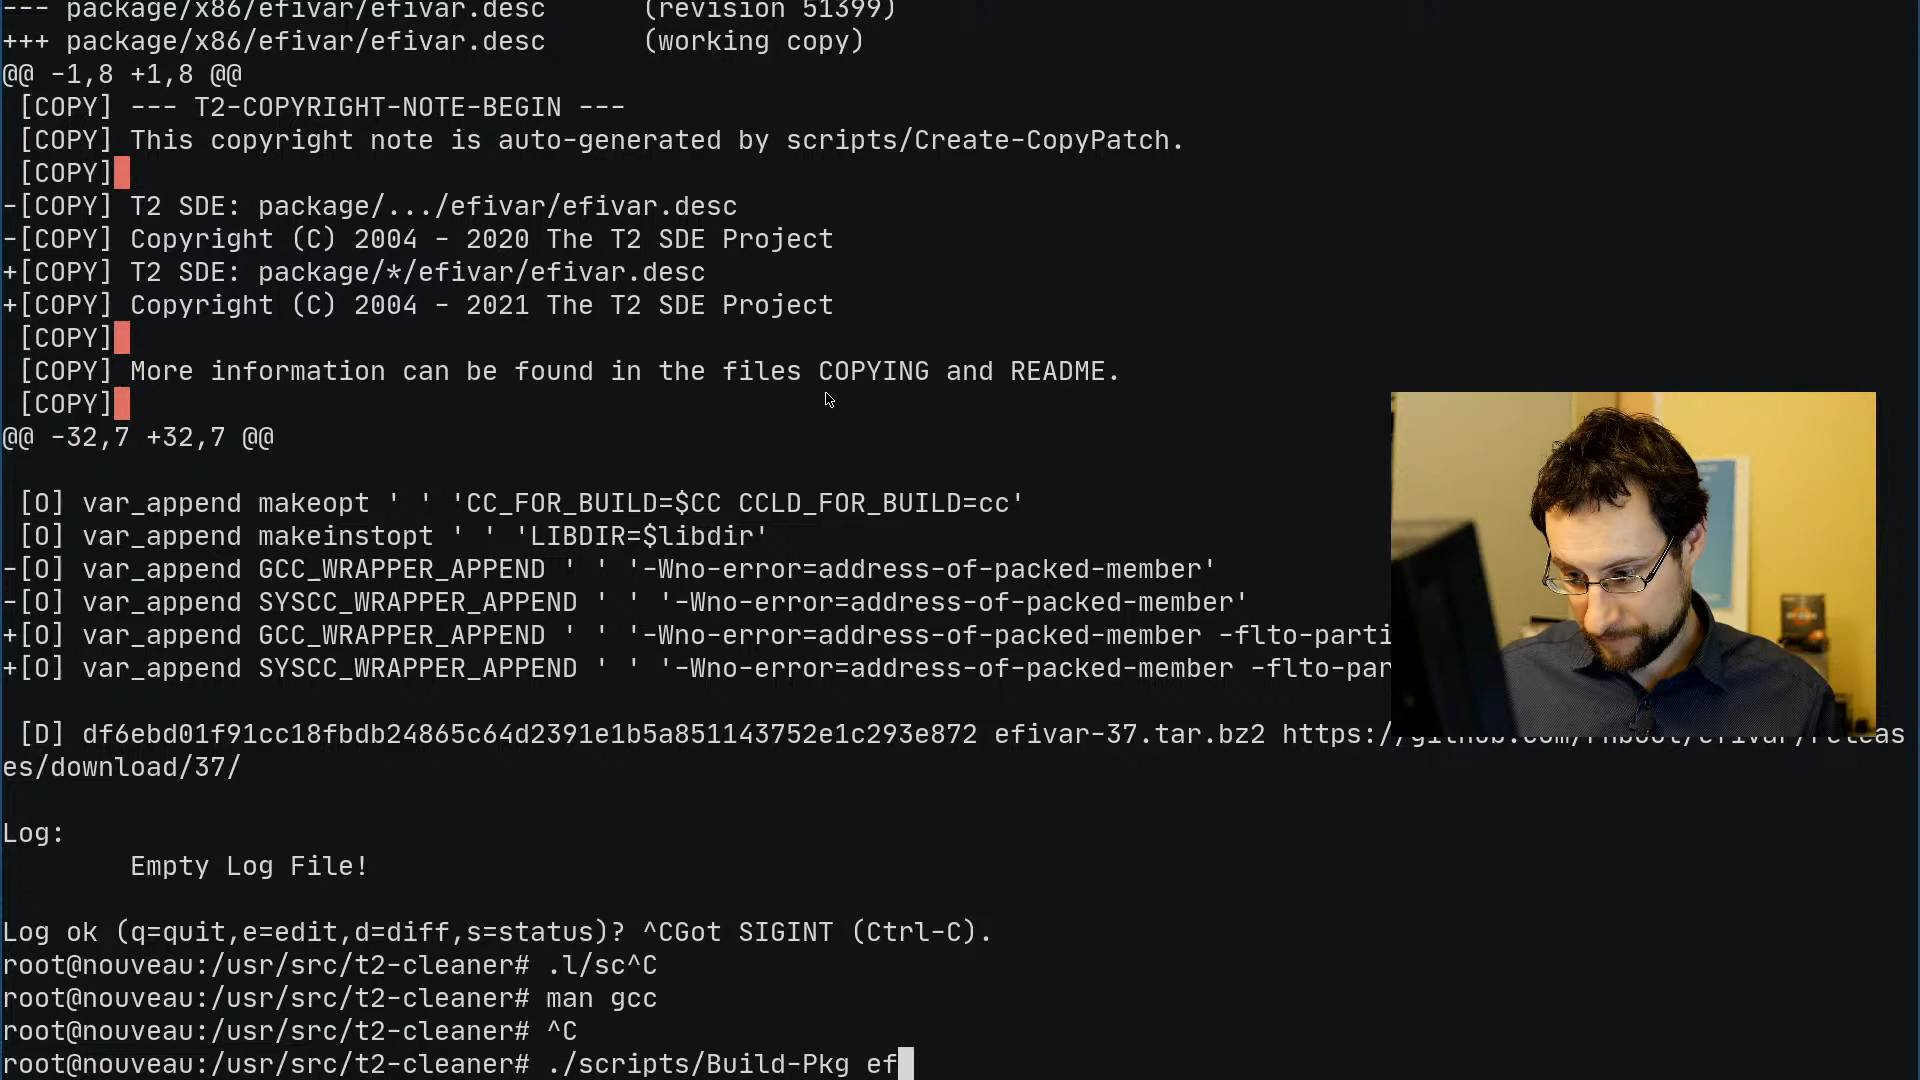 --- package/x86/efivar/efivar.desc      (revision 51399)
+++ package/x86/efivar/efivar.desc      (working copy)
@@ -1,8 +1,8 @@
 [COPY] --- T2-COPYRIGHT-NOTE-BEGIN ---
 [COPY] This copyright note is auto-generated by scripts/Create-CopyPatch.
 [COPY]
-[COPY] T2 SDE: package/.../efivar/efivar.desc
-[COPY] Copyright (C) 2004 - 2020 The T2 SDE Project
+[COPY] T2 SDE: package/*/efivar/efivar.desc
+[COPY] Copyright (C) 2004 - 2021 The T2 SDE Project
 [COPY]
 [COPY] More information can be found in the files COPYING and README.
 [COPY]
@@ -32,7 +32,7 @@
 [O] var_append makeopt ' ' 'CC_FOR_BUILD=$CC CCLD_FOR_BUILD=cc'
 [O] var_append makeinstopt ' ' 'LIBDIR=$libdir'
-[O] var_append GCC_WRAPPER_APPEND ' ' '-Wno-error=address-of-packed-member'
-[O] var_append SYSCC_WRAPPER_APPEND ' ' '-Wno-error=address-of-packed-member'
+[O] var_append GCC_WRAPPER_APPEND ' ' '-Wno-error=address-of-packed-member -flto-parti
+[O] var_append SYSCC_WRAPPER_APPEND ' ' '-Wno-error=address-of-packed-member -flto-par
 [D] df6ebd01f91cc18fbdb24865c64d2391e1b5a851143752e1c293e872 efivar-37.tar.bz2
es/download/37/
Log:
Empty Log File!
Log ok (q=quit,e=edit,d=diff,s=status)? ^CGot SIGINT (Ctrl-C).
root@nouveau:/usr/src/t2-cleaner# .l/sc^C
root@nouveau:/usr/src/t2-cleaner# man gcc
root@nouveau:/usr/src/t2-cleaner# ^C
root@nouveau:/usr/src/t2-cleaner# ./scripts/Build-Pkg ef